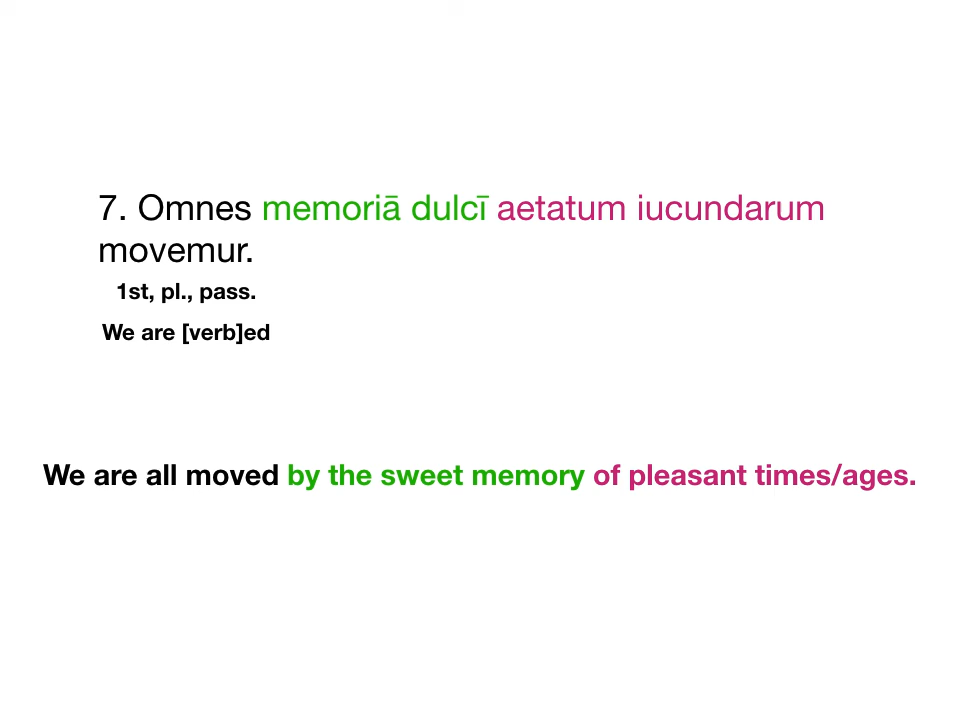 7. Omnes memoriā dulcī aetatum iucundarum
movemur.
1st, pl., pass.
We are [verb]ed
We are all moved by the sweet memory of pleasant times/ages.